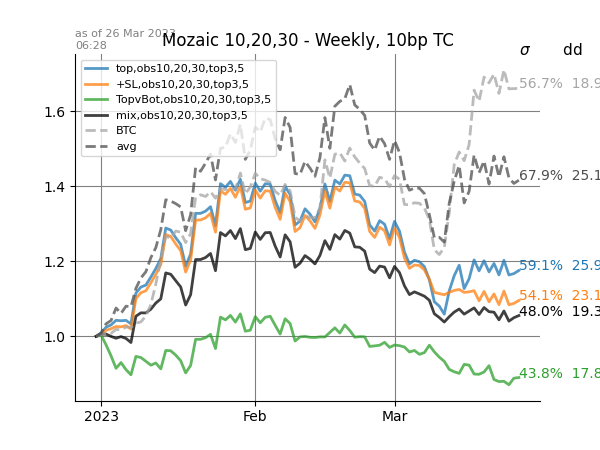 as of 26 Mar 2023
06:28
Mozaic 10,20,30 - Weekly, 10bp TC
σ dd
top,obs10,20,30,top3,5
+SL,obs10,20,30,top3,5
TopvBot,obs10,20,30,top3,5
mix,obs10,20,30,top3,5
BTC
avg
56.7% 18.9
67.9% 25.1
59.1% 25.9
54.1% 23.1
48.0% 19.3
43.8% 17.8
1.6
1.4
1.2
1.0
2023 Feb Mar